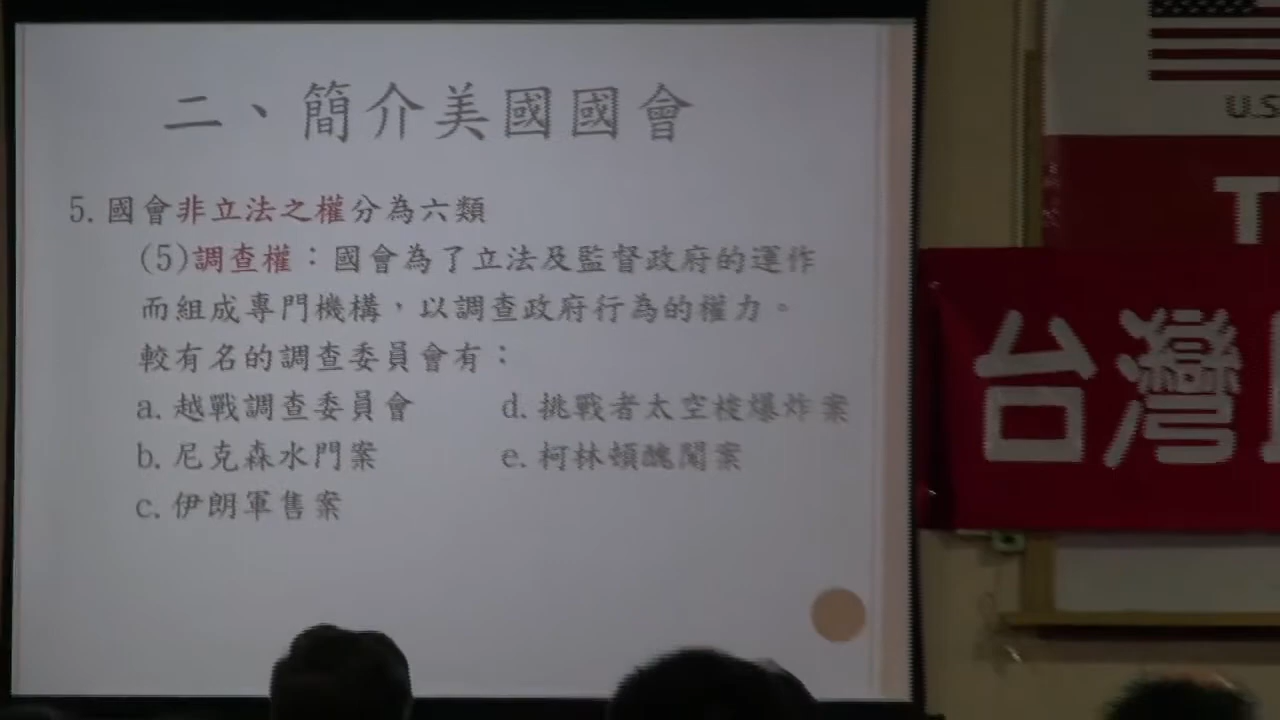 二、簡介美國國會
5. 國會非立法之權分為六類
(5)調查權：國會為了立法及監督政府的運作
而組成專門機構，以調查政府行為的權力。
較有名的調查委員會有：
a. 越戰調查委員會
b. 尼克森水門案
c. 伊朗軍售案
d. 挑戰者太空梭爆炸案
e. 柯林頓醜聞案
U.S
T
台灣